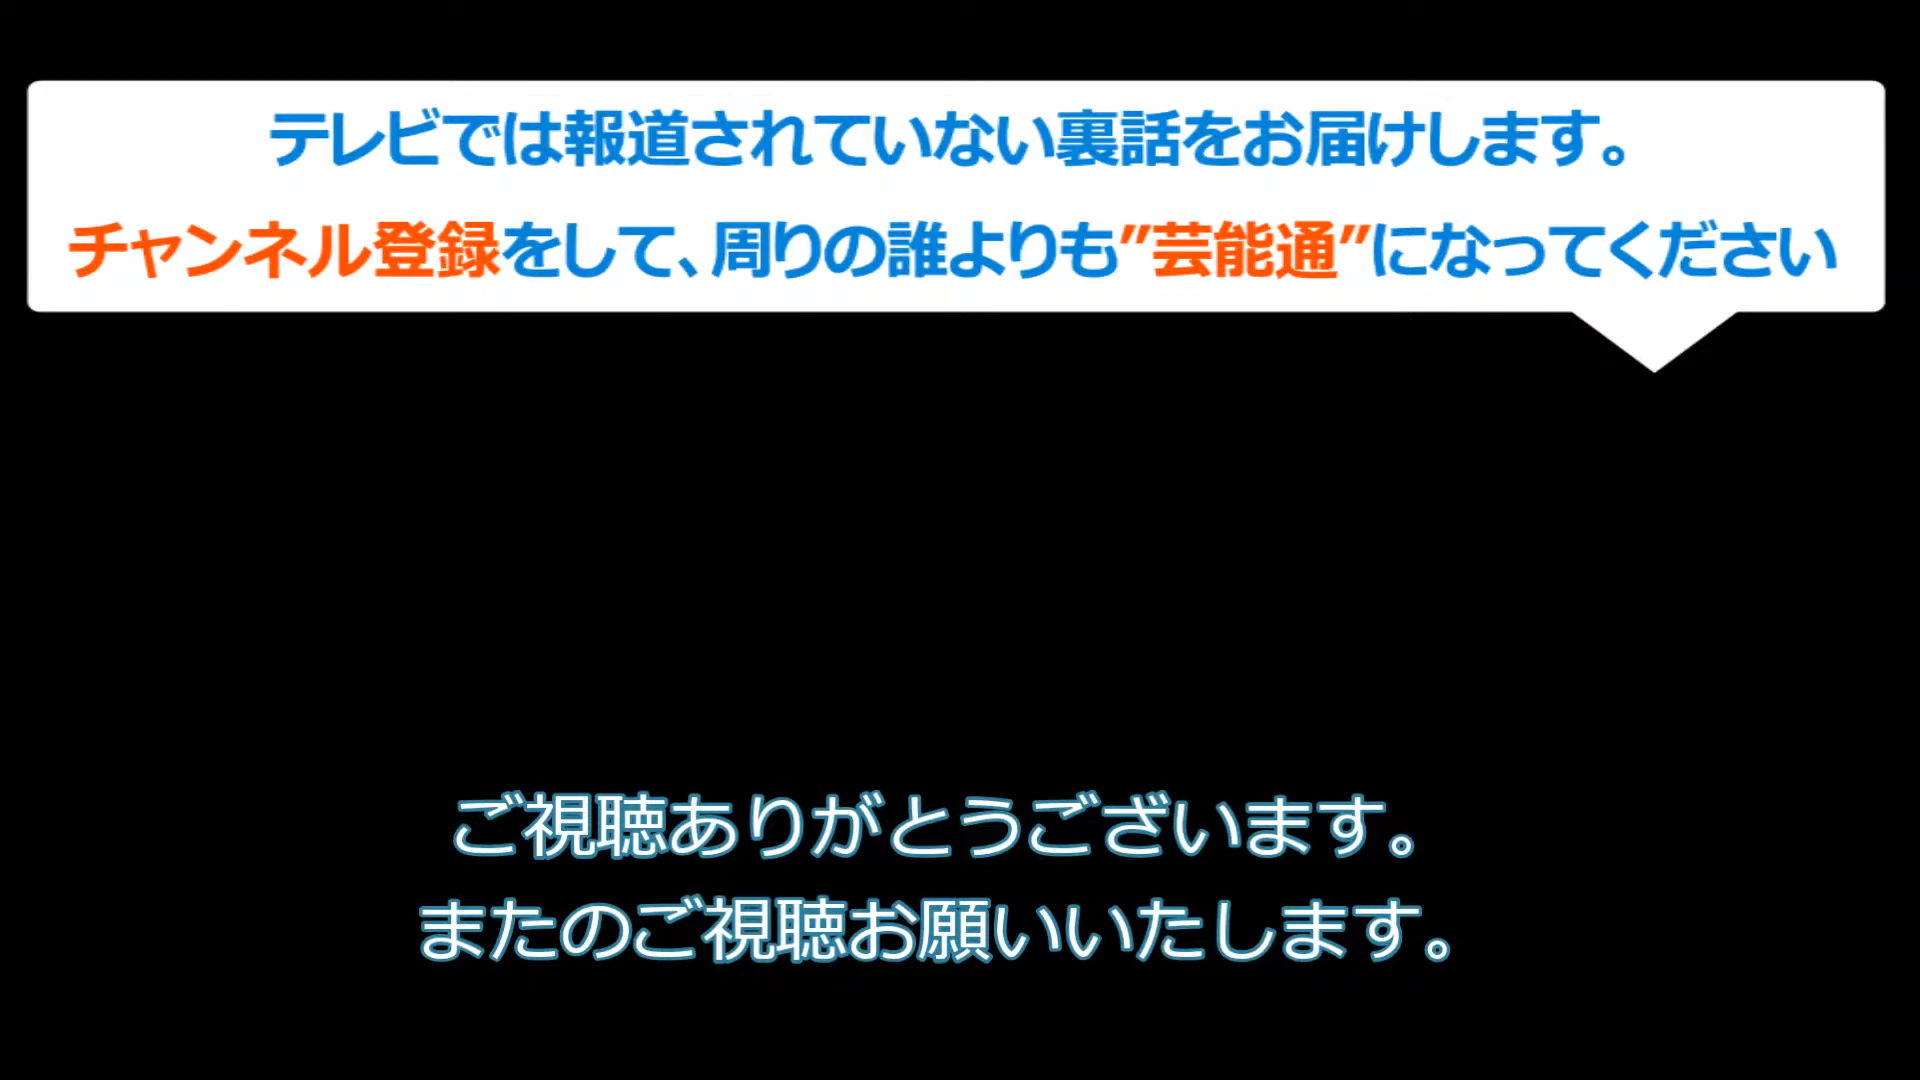 テレビでは報道されていない裏話をお届けします。
チャンネル登録をして、周りの誰よりも”芸能通”になってください
ご視聴ありがとうございます。
またのご視聴お願いいたします。